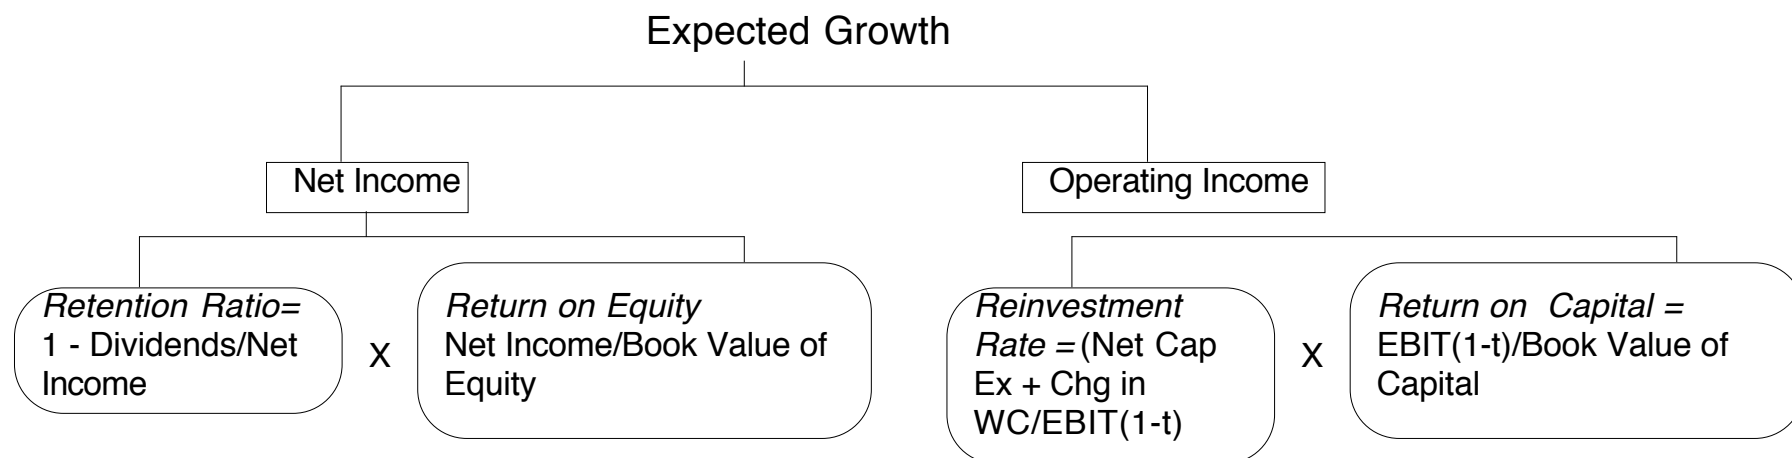 Expected Growth
Net Income
Operating Income
Retention Ratio=
1 - Dividends/Net
Income
X
Return on Equity
Net Income/Book Value of
Equity
Reinvestment
Rate = (Net Cap
Ex + Chg in
WC/EBIT(1-t)
X
Return on Capital =
EBIT(1-t)/Book Value of
Capital